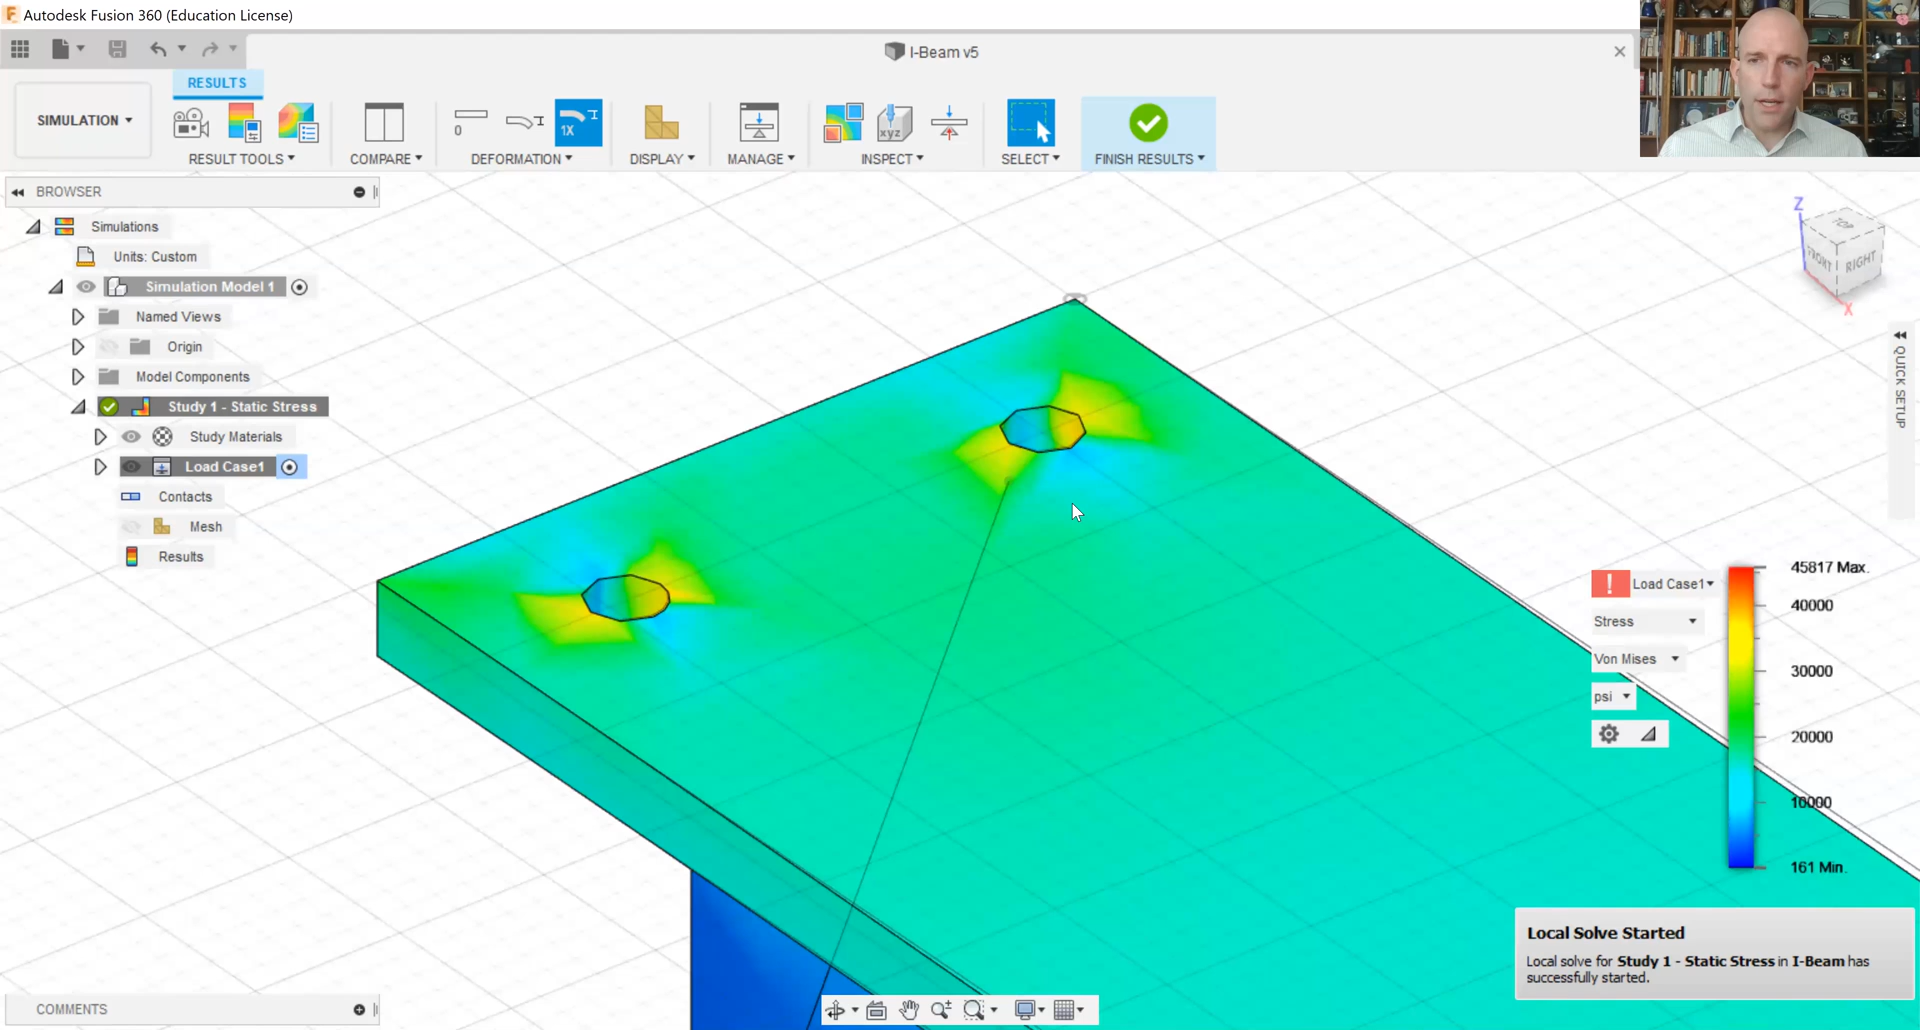 Autodesk Fusion 360 (Education License)
I-Beam v5
RESULTS
SIMULATION
0
1X
xyz
RESULT TOOLS
COMPARE
DEFORMATION
DISPLAY
MANAGE
INSPECT
SELECT
FINISH RESULTS
BROWSER
Simulations
Units: Custom
Simulation Model 1
Named Views
Origin
Model Components
Study 1 - Static Stress
Study Materials
Load Case1
Contacts
Mesh
Results
Z
TOP
FRONT
RIGHT
X
QUICK SETUP
Load Case1
Stress
Von Mises
psi
45817 Max.
40000
30000
20000
10000
161 Min.
Local Solve Started
Local solve for Study 1 - Static Stress in I-Beam has
successfully started.
COMMENTS